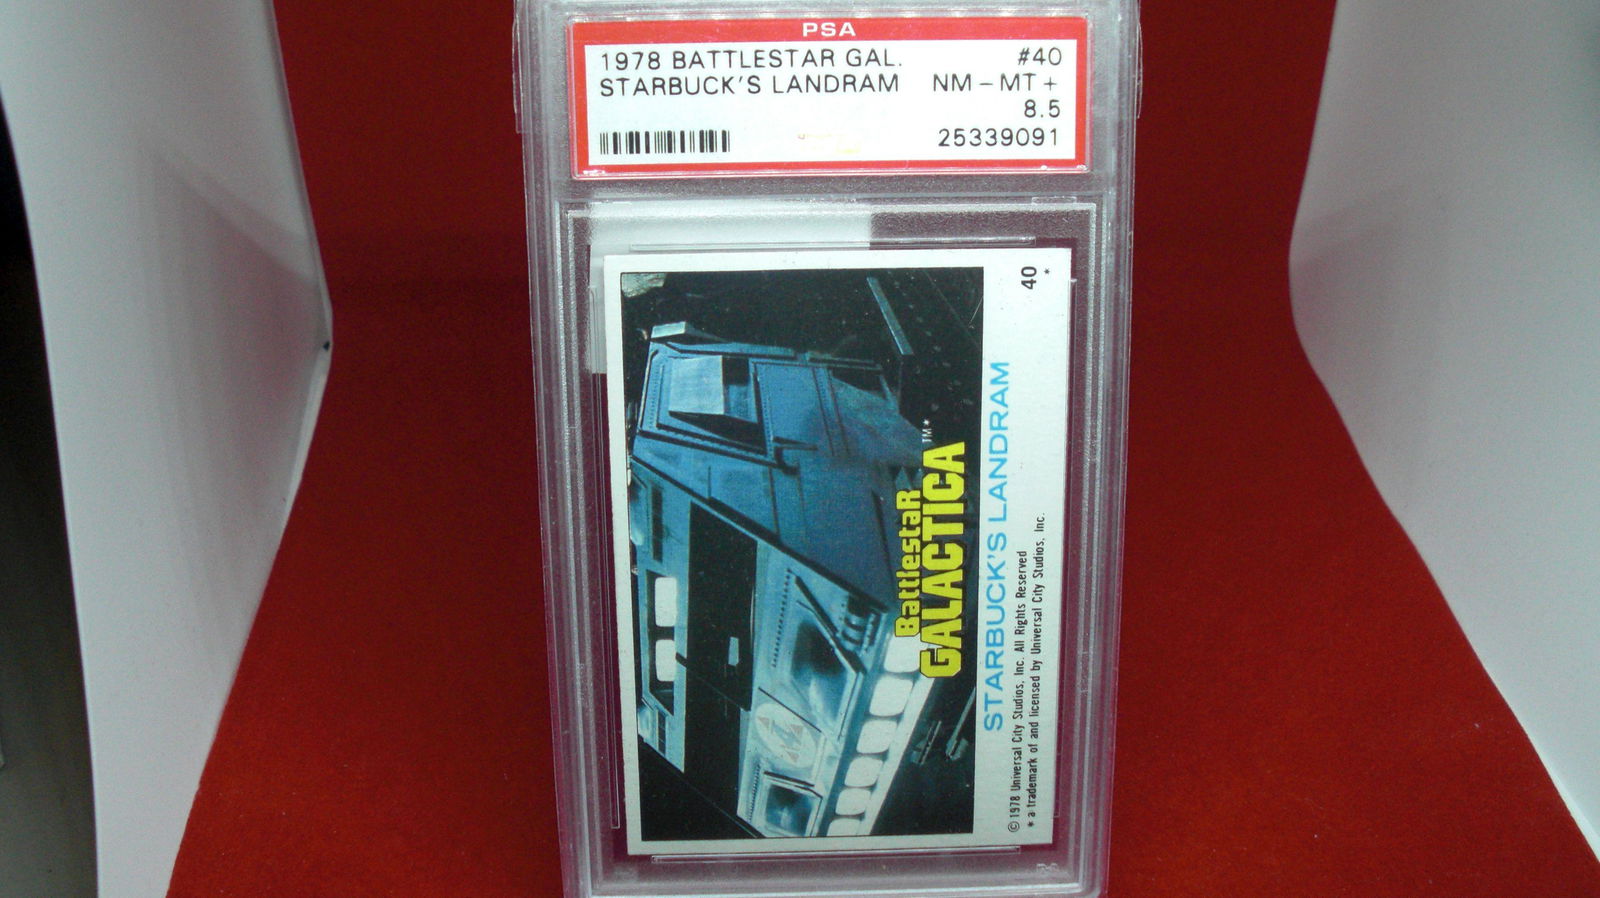 PSA
1978 BATTLESTAR GAL. #40
STARBUCK'S LANDRAM NM-MT+
8.5
25339091
40
*
Battlestar
GALACTICA TM*
STARBUCK'S LANDRAM
© 1978 Universal City Studios, Inc. All Rights Reserved
* a trademark of and licensed by Universal City Studios, Inc.